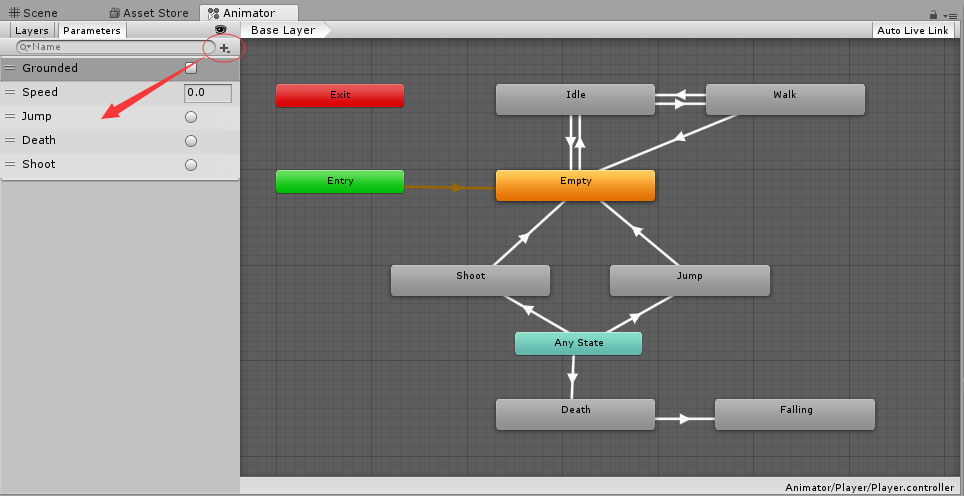 Scene Asset Store Animator
Layers Parameters Base Layer Auto Live Link
Name
Grounded
Speed 0.0
Jump
Death
Shoot
Exit Idle Walk
Entry Empty
Shoot Jump
Any State
Death Falling
Animator/Player/Player.controller